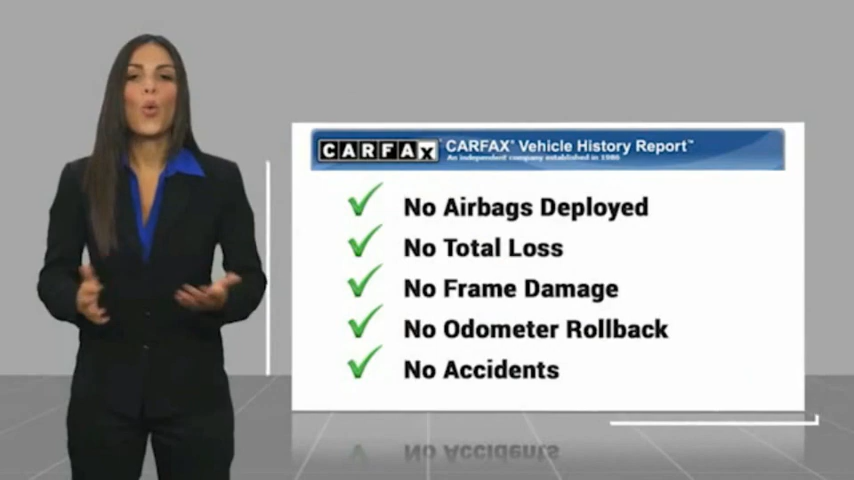 CARFAX CARFAX® Vehicle History Report™
An independent company established in 1986
No Airbags Deployed
No Total Loss
No Frame Damage
No Odometer Rollback
No Accidents
No Accidents